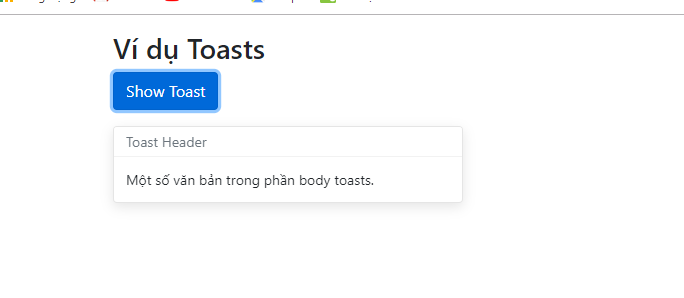 Ví dụ Toasts
Show Toast
Toast Header
Một số văn bản trong phần body toasts.